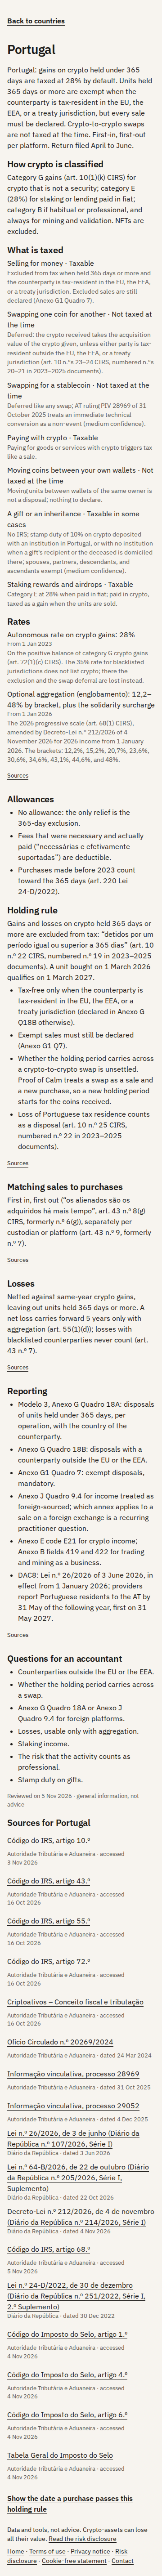 Back to countries
Portugal
Portugal: gains on crypto held under 365
days are taxed at 28% by default. Units held
365 days or more are exempt when the
counterparty is tax-resident in the EU, the
EEA, or a treaty jurisdiction, but every sale
must be declared. Crypto-to-crypto swaps
are not taxed at the time. First-in, first-out
per platform. Return filed April to June.
How crypto is classified
Category G gains (art. 10(1)(k) CIRS) for
crypto that is not a security; category E
(28%) for staking or lending paid in fiat;
category B if habitual or professional, and
always for mining and validation. NFTs are
excluded.
What is taxed
Selling for money · Taxable
Excluded from tax when held 365 days or more and
the counterparty is tax-resident in the EU, the EEA,
or a treaty jurisdiction. Excluded sales are still
declared (Anexo G1 Quadro 7).
Swapping one coin for another · Not taxed at
the time
Deferred: the crypto received takes the acquisition
value of the crypto given, unless either party is tax-
resident outside the EU, the EEA, or a treaty
jurisdiction (art. 10 n.ºs 23–24 CIRS, numbered n.ºs
20–21 in 2023–2025 documents).
Swapping for a stablecoin · Not taxed at the
time
Deferred like any swap; AT ruling PIV 28969 of 31
October 2025 treats an immediate technical
conversion as a non-event (medium confidence).
Paying with crypto · Taxable
Paying for goods or services with crypto triggers tax
like a sale.
Moving coins between your own wallets · Not
taxed at the time
Moving units between wallets of the same owner is
not a disposal; nothing to declare.
A gift or an inheritance · Taxable in some
cases
No IRS; stamp duty of 10% on crypto deposited
with an institution in Portugal, or with no institution
when a gift's recipient or the deceased is domiciled
there; spouses, partners, descendants, and
ascendants exempt (medium confidence).
Staking rewards and airdrops · Taxable
Category E at 28% when paid in fiat; paid in crypto,
taxed as a gain when the units are sold.
Rates
Autonomous rate on crypto gains: 28%
From 1 Jan 2023
On the positive balance of category G crypto gains
(art. 72(1)(c) CIRS). The 35% rate for blacklisted
jurisdictions does not list crypto; there the
exclusion and the swap deferral are lost instead.
Optional aggregation (englobamento): 12,2–
48% by bracket, plus the solidarity surcharge
From 1 Jan 2026
The 2026 progressive scale (art. 68(1) CIRS),
amended by Decreto-Lei n.º 212/2026 of 4
November 2026 for 2026 income from 1 January
2026. The brackets: 12,2%, 15,2%, 20,7%, 23,6%,
30,6%, 34,6%, 43,1%, 44,6%, and 48%.
Sources
Allowances
No allowance: the only relief is the
365-day exclusion.
Fees that were necessary and actually
paid (“necessárias e efetivamente
suportadas”) are deductible.
Purchases made before 2023 count
toward the 365 days (art. 220 Lei
24-D/2022).
Holding rule
Gains and losses on crypto held 365 days or
more are excluded from tax: “detidos por um
período igual ou superior a 365 dias” (art. 10
n.º 22 CIRS, numbered n.º 19 in 2023–2025
documents). A unit bought on 1 March 2026
qualifies on 1 March 2027.
Tax-free only when the counterparty is
tax-resident in the EU, the EEA, or a
treaty jurisdiction (declared in Anexo G
Q18B otherwise).
Exempt sales must still be declared
(Anexo G1 Q7).
Whether the holding period carries across
a crypto-to-crypto swap is unsettled.
Proof of Calm treats a swap as a sale and
a new purchase, so a new holding period
starts for the coins received.
Loss of Portuguese tax residence counts
as a disposal (art. 10 n.º 25 CIRS,
numbered n.º 22 in 2023–2025
documents).
Sources
Matching sales to purchases
First in, first out (“os alienados são os
adquiridos há mais tempo”, art. 43 n.º 8(g)
CIRS, formerly n.º 6(g)), separately per
custodian or platform (art. 43 n.º 9, formerly
n.º 7).
Sources
Losses
Netted against same-year crypto gains,
leaving out units held 365 days or more. A
net loss carries forward 5 years only with
aggregation (art. 55(1)(d)); losses with
blacklisted counterparties never count (art.
43 n.º 7).
Sources
Reporting
Modelo 3, Anexo G Quadro 18A: disposals
of units held under 365 days, per
operation, with the country of the
counterparty.
Anexo G Quadro 18B: disposals with a
counterparty outside the EU or the EEA.
Anexo G1 Quadro 7: exempt disposals,
mandatory.
Anexo J Quadro 9.4 for income treated as
foreign-sourced; which annex applies to a
sale on a foreign exchange is a recurring
practitioner question.
Anexo E code E21 for crypto income;
Anexo B fields 419 and 422 for trading
and mining as a business.
DAC8: Lei n.º 26/2026 of 3 June 2026, in
effect from 1 January 2026; providers
report Portuguese residents to the AT by
31 May of the following year, first on 31
May 2027.
Sources
Questions for an accountant
Counterparties outside the EU or the EEA.
Whether the holding period carries across
a swap.
Anexo G Quadro 18A or Anexo J
Quadro 9.4 for foreign platforms.
Losses, usable only with aggregation.
Staking income.
The risk that the activity counts as
professional.
Stamp duty on gifts.
Reviewed on 5 Nov 2026 · general information, not
advice
Sources for Portugal
Código do IRS, artigo 10.º
Autoridade Tributária e Aduaneira · accessed
3 Nov 2026
Código do IRS, artigo 43.º
Autoridade Tributária e Aduaneira · accessed
16 Oct 2026
Código do IRS, artigo 55.º
Autoridade Tributária e Aduaneira · accessed
16 Oct 2026
Código do IRS, artigo 72.º
Autoridade Tributária e Aduaneira · accessed
16 Oct 2026
Criptoativos – Conceito fiscal e tributação
Autoridade Tributária e Aduaneira · accessed
16 Oct 2026
Ofício Circulado n.º 20269/2024
Autoridade Tributária e Aduaneira · dated 24 Mar 2024
Informação vinculativa, processo 28969
Autoridade Tributária e Aduaneira · dated 31 Oct 2025
Informação vinculativa, processo 29052
Autoridade Tributária e Aduaneira · dated 4 Dec 2025
Lei n.º 26/2026, de 3 de junho (Diário da
República n.º 107/2026, Série I)
Diário da República · dated 3 Jun 2026
Lei n.º 64-B/2026, de 22 de outubro (Diário
da República n.º 205/2026, Série I,
Suplemento)
Diário da República · dated 22 Oct 2026
Decreto-Lei n.º 212/2026, de 4 de novembro
(Diário da República n.º 214/2026, Série I)
Diário da República · dated 4 Nov 2026
Código do IRS, artigo 68.º
Autoridade Tributária e Aduaneira · accessed
5 Nov 2026
Lei n.º 24-D/2022, de 30 de dezembro
(Diário da República n.º 251/2022, Série I,
2.º Suplemento)
Diário da República · dated 30 Dec 2022
Código do Imposto do Selo, artigo 1.º
Autoridade Tributária e Aduaneira · accessed
4 Nov 2026
Código do Imposto do Selo, artigo 4.º
Autoridade Tributária e Aduaneira · accessed
4 Nov 2026
Código do Imposto do Selo, artigo 6.º
Autoridade Tributária e Aduaneira · accessed
4 Nov 2026
Tabela Geral do Imposto do Selo
Autoridade Tributária e Aduaneira · accessed
4 Nov 2026
Show the date a purchase passes this
holding rule
Data and tools, not advice. Crypto-assets can lose
all their value. Read the risk disclosure
Home · Terms of use · Privacy notice · Risk
disclosure · Cookie-free statement · Contact